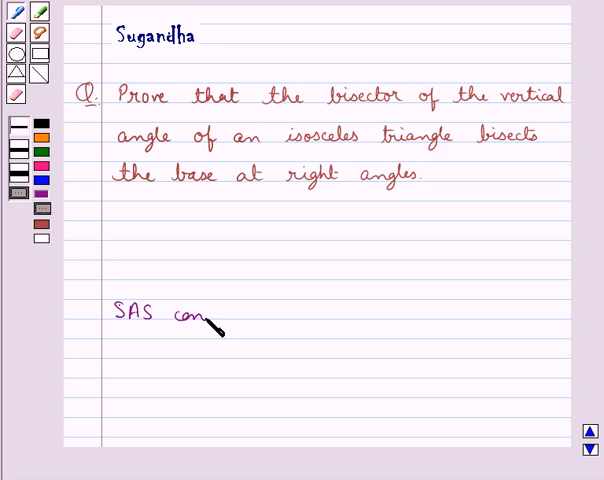 Sugandha
Q. Prove that the bisector of the vertical
angle of an isosceles triangle bisects
the base at right angles.
SAS con